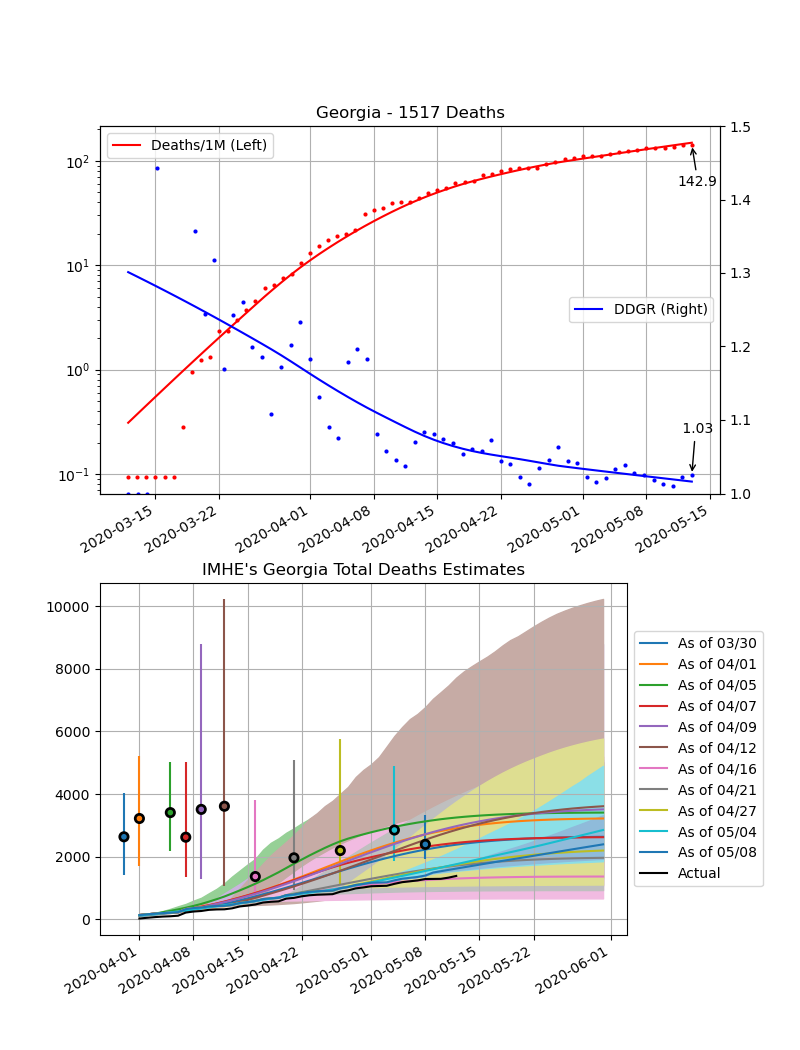 Georgia - 1517 Deaths
Deaths/1M (Left)
DDGR (Right)
142.9
1.03
10²
10¹
10⁰
10⁻¹
1.5
1.4
1.3
1.2
1.1
1.0
2020-03-15
2020-03-22
2020-04-01
2020-04-08
2020-04-15
2020-04-22
2020-05-01
2020-05-08
2020-05-15
IMHE's Georgia Total Deaths Estimates
10000
8000
6000
4000
2000
0
2020-04-01
2020-04-08
2020-04-15
2020-04-22
2020-05-01
2020-05-08
2020-05-15
2020-05-22
2020-06-01
As of 03/30
As of 04/01
As of 04/05
As of 04/07
As of 04/09
As of 04/12
As of 04/16
As of 04/21
As of 04/27
As of 05/04
As of 05/08
Actual